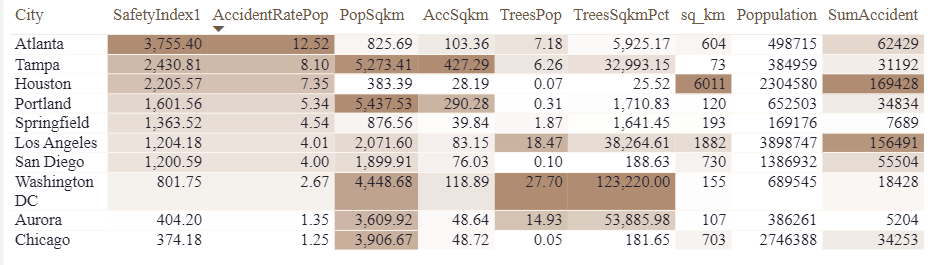 City SafetyIndex1 AccidentRatePop PopSqkm AccSqkm TreesPop TreesSqkmPct sq_km Poppulation SumAccident
Atlanta 3,755.40 12.52 825.69 103.36 7.18 5,925.17 604 498715 62429
Tampa 2,430.81 8.10 5,273.41 427.29 6.26 32,993.15 73 384959 31192
Houston 2,205.57 7.35 383.39 28.19 0.07 25.52 6011 2304580 169428
Portland 1,601.56 5.34 5,437.53 290.28 0.31 1,710.83 120 652503 34834
Springfield 1,363.52 4.54 876.56 39.84 1.87 1,641.45 193 169176 7689
Los Angeles 1,204.18 4.01 2,071.60 83.15 18.47 38,264.61 1882 3898747 156491
San Diego 1,200.59 4.00 1,899.91 76.03 0.10 188.63 730 1386932 55504
Washington 801.75 2.67 4,448.68 118.89 27.70 123,220.00 155 689545 18428
DC
Aurora 404.20 1.35 3,609.92 48.64 14.93 53,885.98 107 386261 5204
Chicago 374.18 1.25 3,906.67 48.72 0.05 181.65 703 2746388 34253